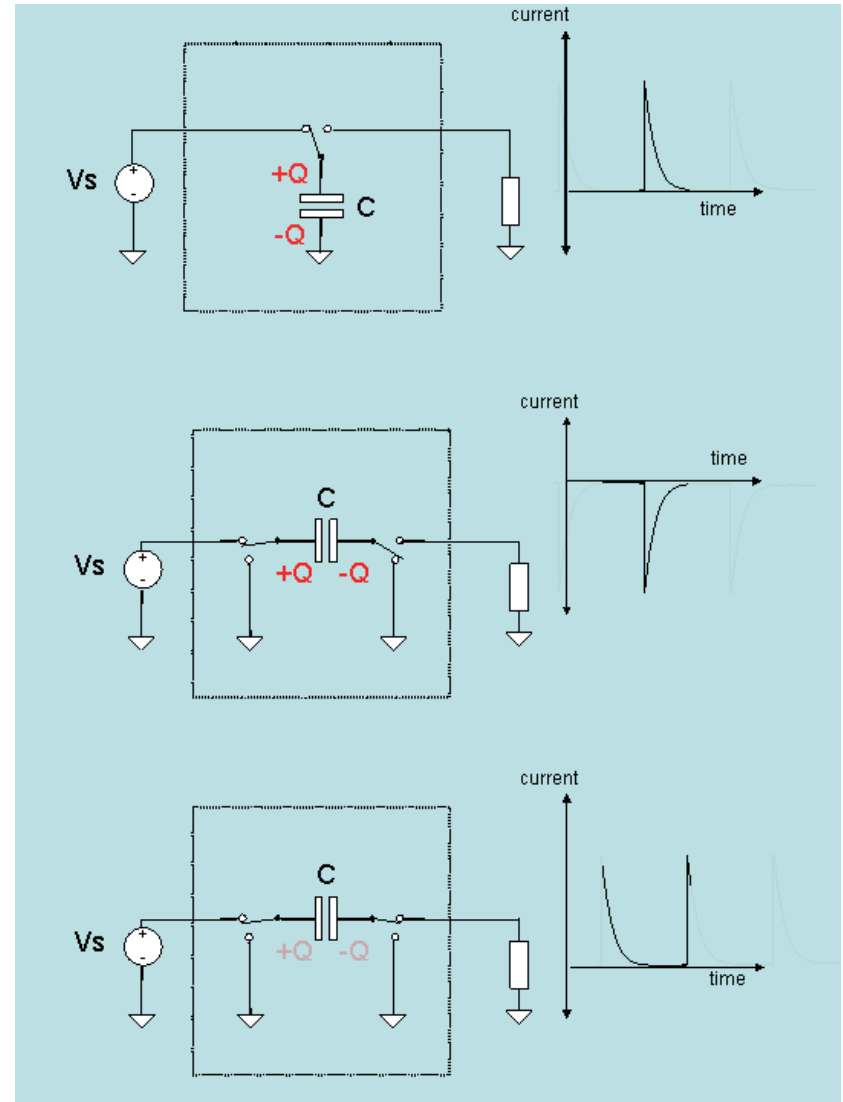 current
+Q
Vs
+
-
C
-Q
time
current
time
C
Vs
+
-
+Q -Q
current
C
Vs
+
-
+Q -Q
time